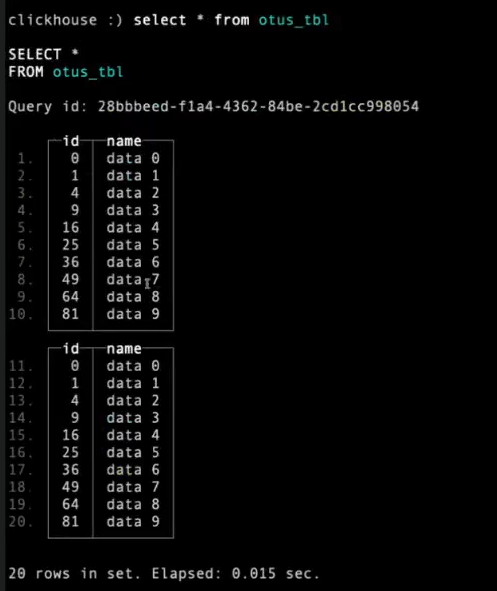 clickhouse :) select * from otus_tbl
SELECT *
FROM otus_tbl
Query id: 28bbbeed-f1a4-4362-84be-2cd1cc998054
id name
1. 0 data 0
2. 1 data 1
3. 4 data 2
4. 9 data 3
5. 16 data 4
6. 25 data 5
7. 36 data 6
8. 49 data 7
9. 64 data 8
10. 81 data 9
id name
11. 0 data 0
12. 1 data 1
13. 4 data 2
14. 9 data 3
15. 16 data 4
16. 25 data 5
17. 36 data 6
18. 49 data 7
19. 64 data 8
20. 81 data 9
20 rows in set. Elapsed: 0.015 sec.